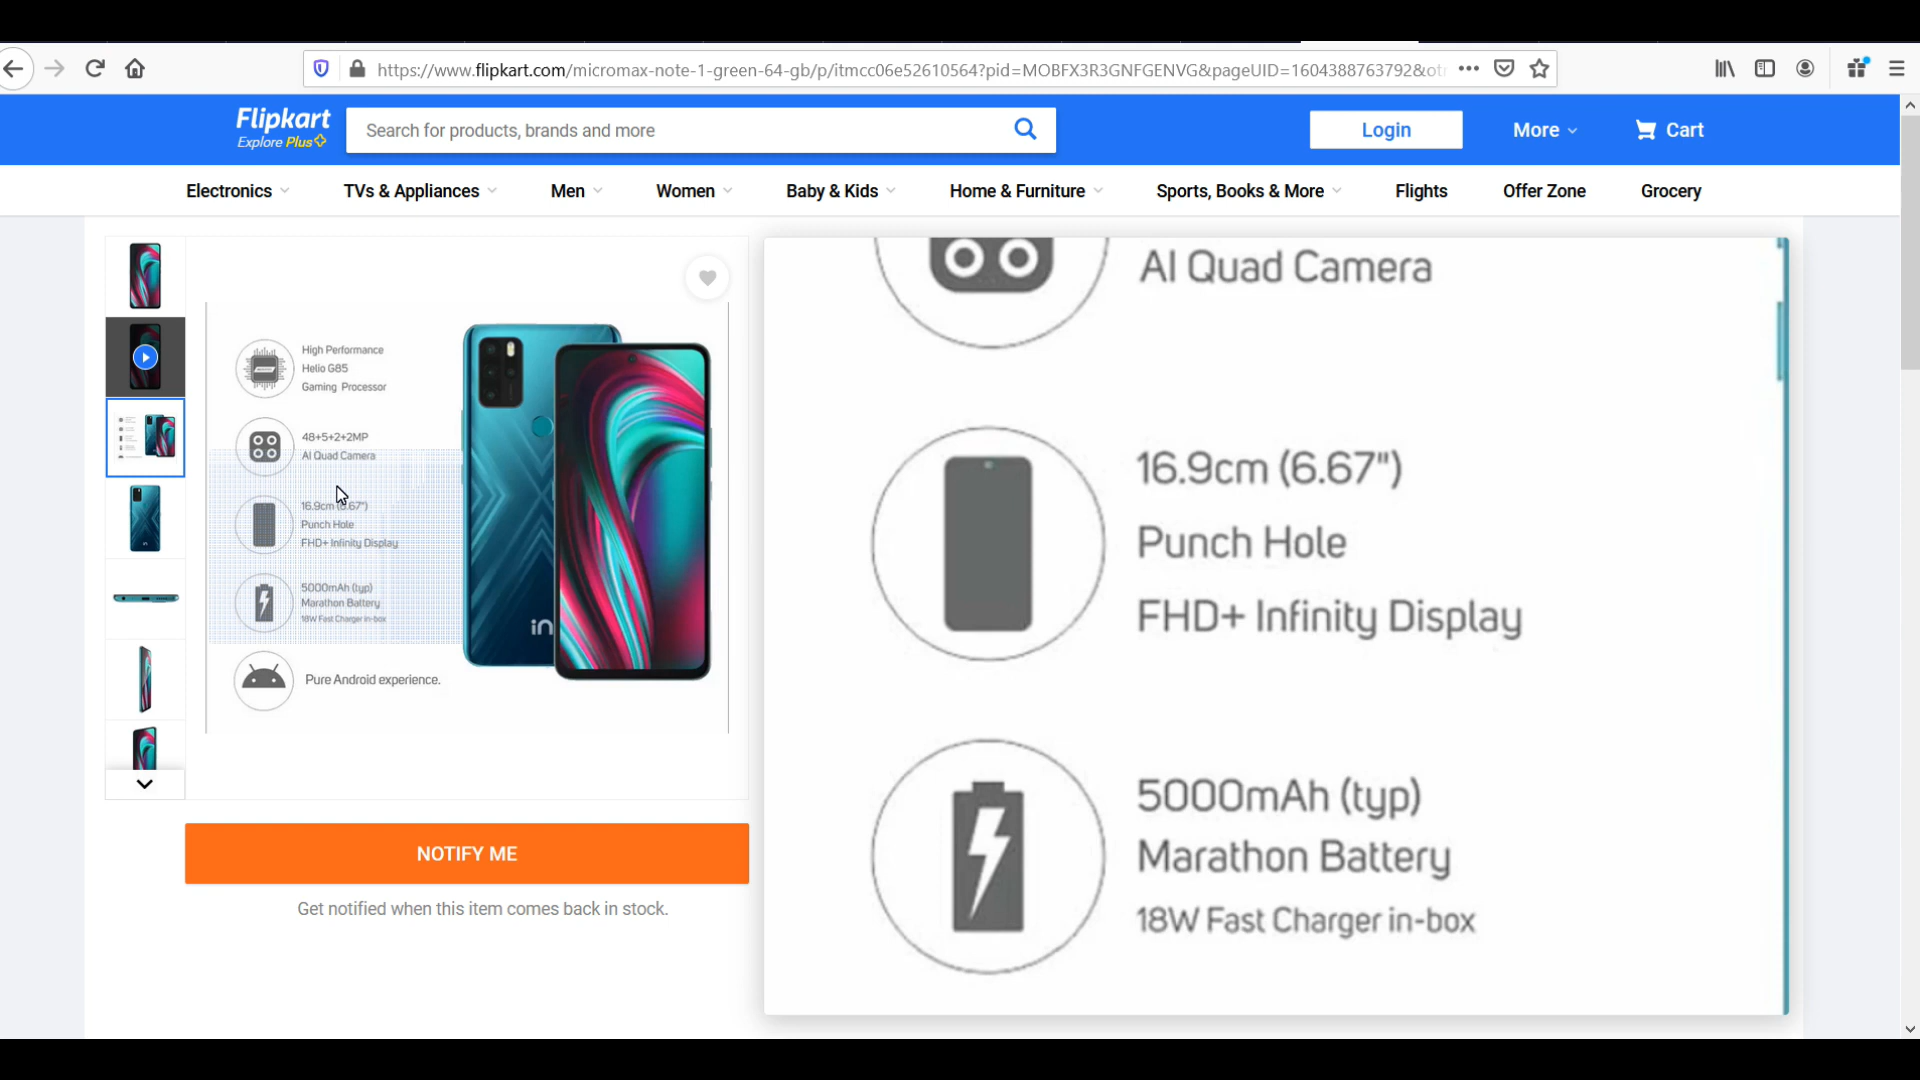 https://www.flipkart.com/micromax-note-1-green-64-gb/p/itmcc06e52610564?pid=MOBFX3R3GNFGENVG&pageUID=1604388763792&ot
Flipkart
Explore Plus
Search for products, brands and more
Login
More
Cart
Electronics
TVs & Appliances
Men
Women
Baby & Kids
Home & Furniture
Sports, Books & More
Flights
Offer Zone
Grocery
High Performance
Helio G85
Gaming Processor
48+5+2+2MP
AI Quad Camera
16.9cm (6.67")
Punch Hole
FHD+ Infinity Display
5000mAh (typ)
Marathon Battery
18W Fast Charger in-box
Pure Android experience.
in
NOTIFY ME
Get notified when this item comes back in stock.
AI Quad Camera
16.9cm (6.67")
Punch Hole
FHD+ Infinity Display
5000mAh (typ)
Marathon Battery
18W Fast Charger in-box